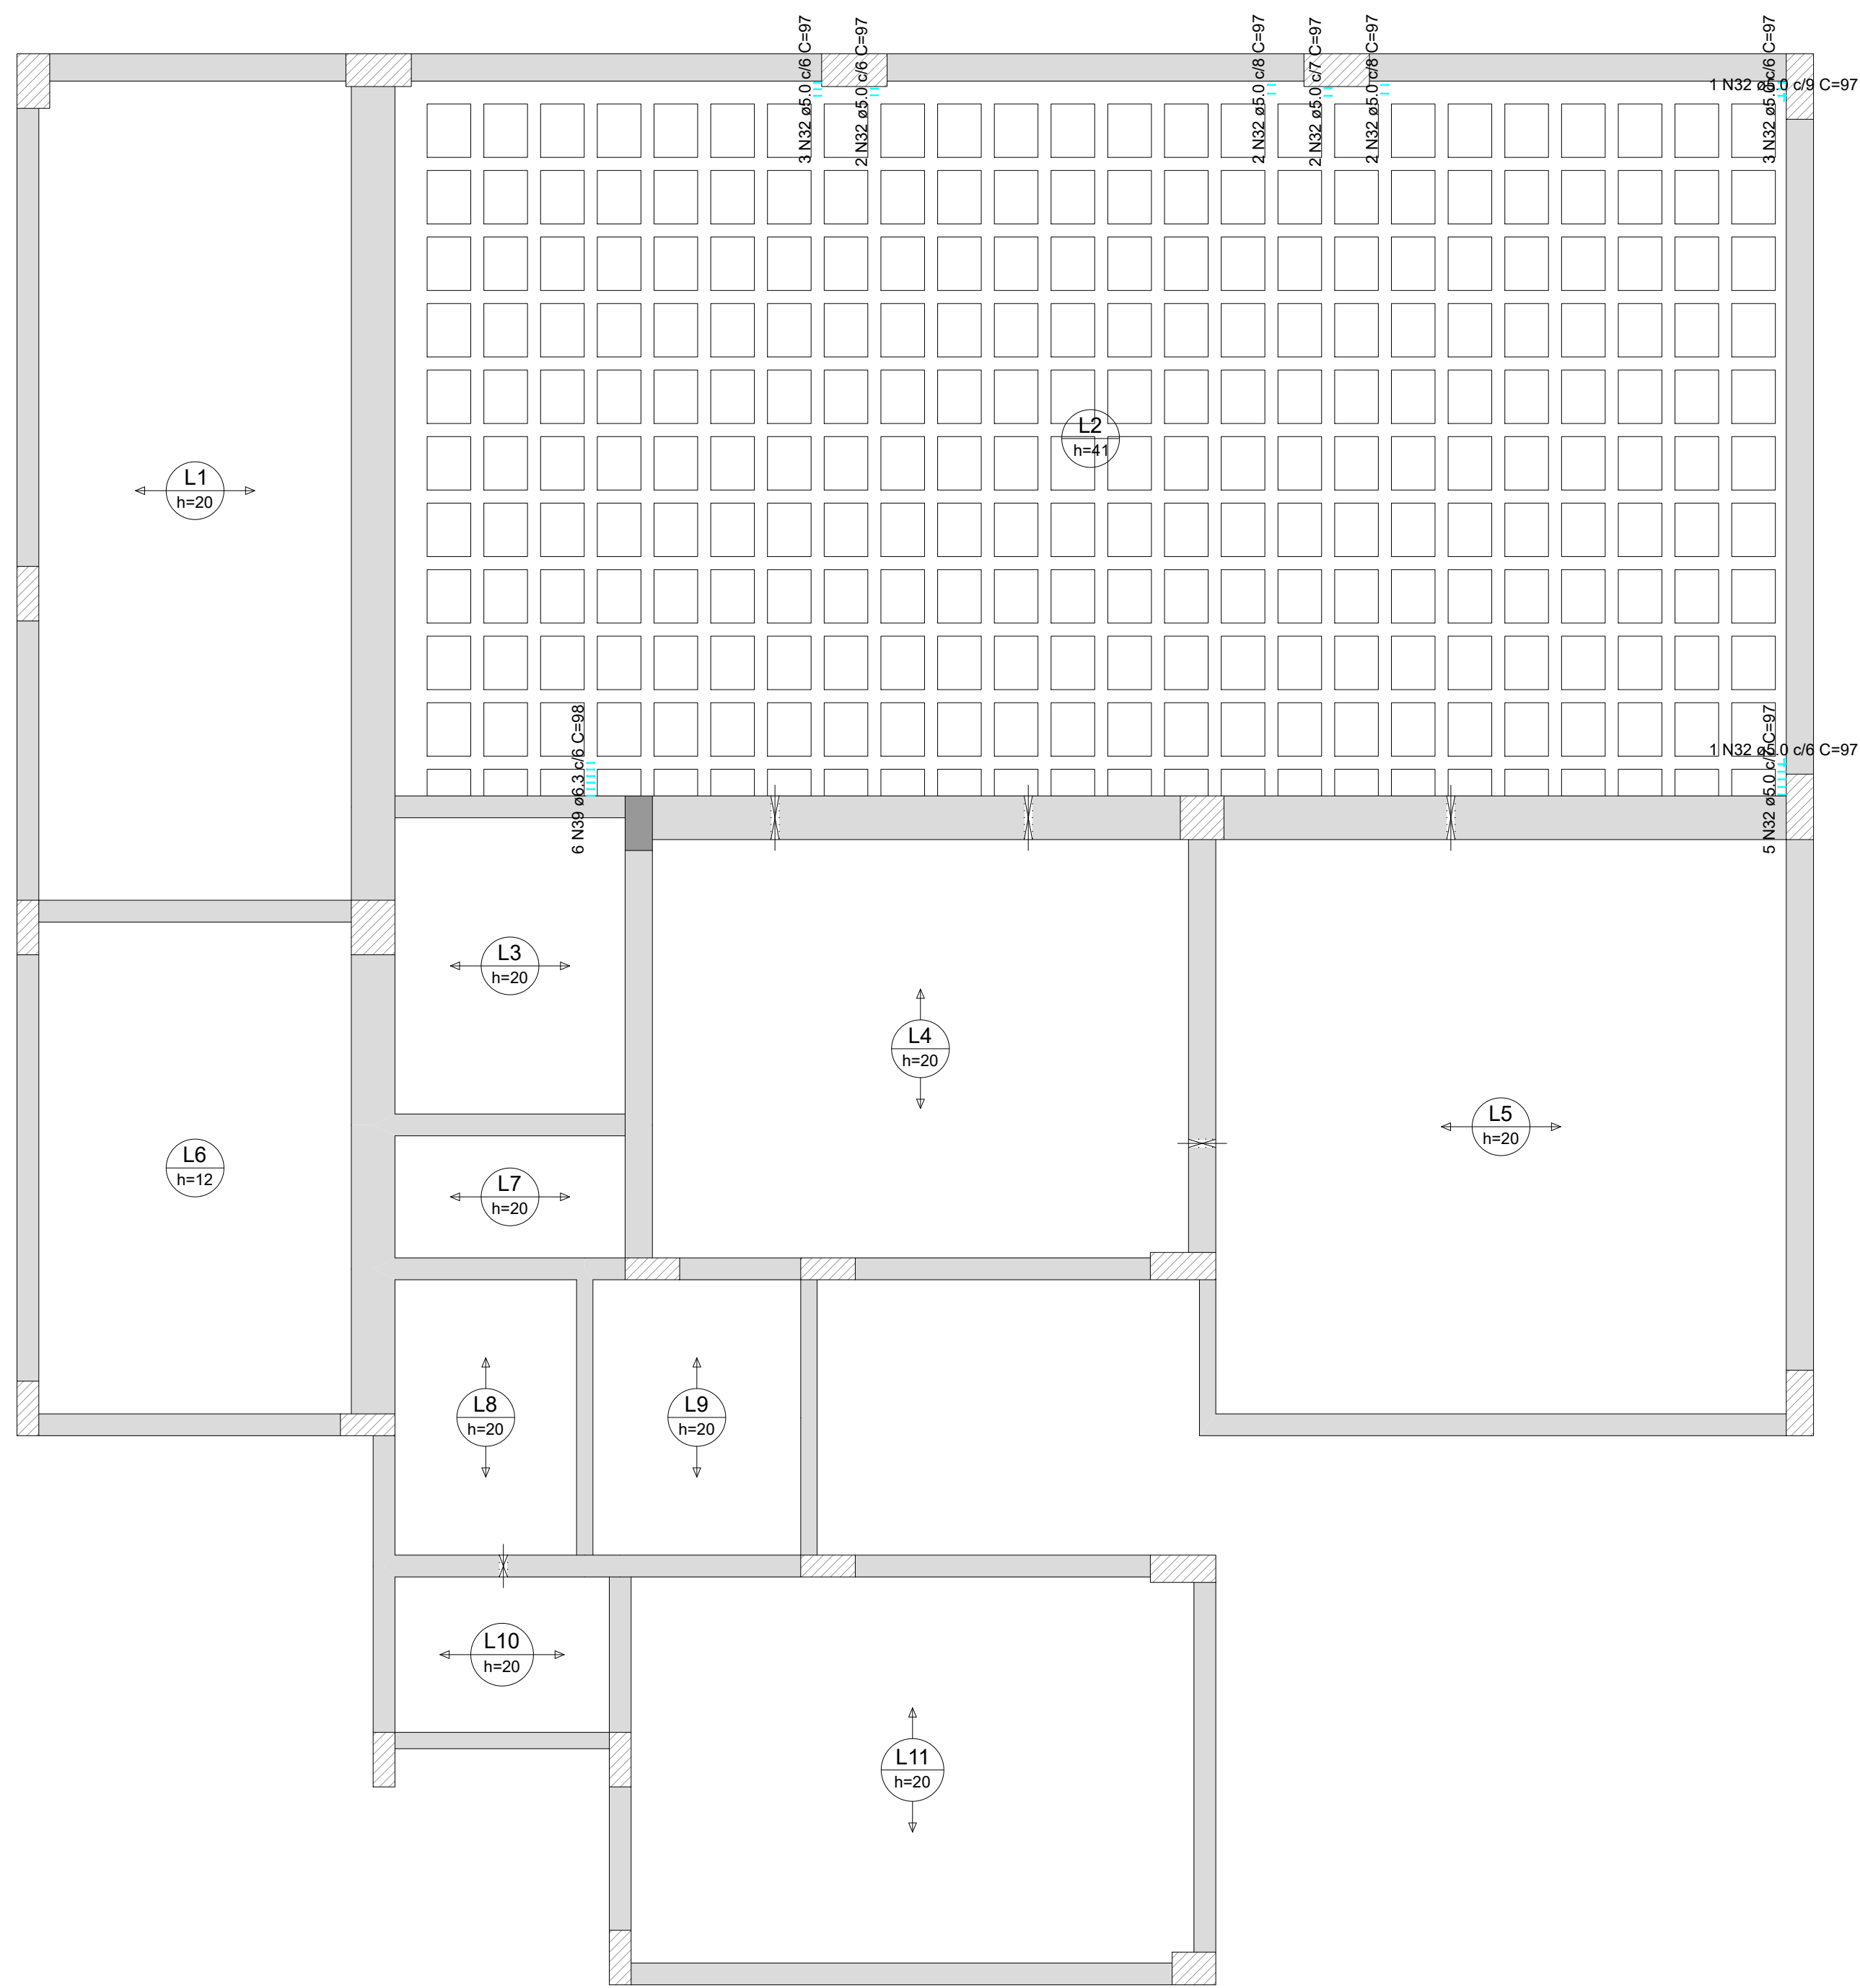 3 N32 ø5.0 c/6 C=97
2 N32 ø5.0 c/6 C=97
2 N32 ø5.0 c/8 C=97
2 N32 ø5.0 c/7 C=97
2 N32 ø5.0 c/8 C=97
3 N32 ø5.0 c/6 C=97
1 N32 ø5.0 c/9 C=97
L2
h=41
L1
h=20
6 N39 ø6.3 c/6 C=98
5 N32 ø5.0 c/7 C=97
1 N32 ø5.0 c/6 C=97
L3
h=20
L4
h=20
L5
h=20
L6
h=12
L7
h=20
L8
h=20
L9
h=20
L10
h=20
L11
h=20